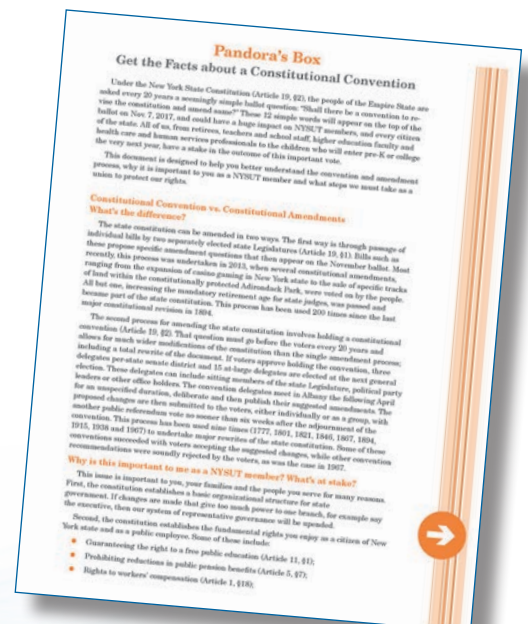 Pandora's Box
Get the Facts about a Constitutional Convention
Under the New York State Constitution (Article 19, §2), the people of the Empire State are
asked every 20 years a seemingly simple ballot question: "Shall there be a convention to re-
vise the constitution and amend same?" These 12 simple words will appear on the top of the
ballot on Nov. 7, 2017, and could have a huge impact on NYSUT members, and every citizen
of the state. All of us, from retirees, teachers and school staff, higher education faculty and
health care and human services professionals to the children who will enter pre-K or college
the very next year, have a stake in the outcome of this important vote.
This document is designed to help you better understand the convention and amendment
process, why it is important to you as a NYSUT member and what steps we must take as a
union to protect our rights.
Constitutional Convention vs. Constitutional Amendments
What's the difference?
The state constitution can be amended in two ways. The first way is through passage of
individual bills by two separately elected state Legislatures (Article 19, §1). Bills such as
these propose specific amendment questions that then appear on the November ballot. Most
recently, this process was undertaken in 2013, when several constitutional amendments,
ranging from the expansion of casino gaming in New York state to the sale of specific tracks
of land within the constitutionally protected Adirondack Park, were voted on by the people.
All but one, increasing the mandatory retirement age for state judges, was passed and
became part of the state constitution. This process has been used 200 times since the last
major constitutional revision in 1894.
The second process for amending the state constitution involves holding a constitutional
convention (Article 19, §2). That question must go before the voters every 20 years and
allows for much wider modifications of the constitution than the single amendment process;
including a total rewrite of the document. If voters approve holding the convention, three
delegates per state senate district and 15 at-large delegates are elected at the next general
election. These delegates can include sitting members of the state Legislature, political party
leaders or other office holders. The convention delegates meet in Albany the following April
for an unspecified duration, deliberate and then publish their suggested amendments. The
proposed changes are then submitted to the voters, either individually or as a group, with
another public referendum vote no sooner than six weeks after the adjournment of the
convention. This process has been used nine times (1777, 1801, 1821, 1846, 1867, 1894,
1915, 1938 and 1967) to undertake major rewrites of the state constitution. Some of these
conventions succeeded with voters accepting the suggested changes, while other convention
recommendations were soundly rejected by the voters, as was the case in 1967.
Why is this important to me as a NYSUT member? What's at stake?
This issue is important to you, your families and the people you serve for many reasons.
First, the constitution establishes a basic organizational structure for state
government. If changes are made that give too much power to one branch, for example say
the executive, then our system of representative governance will be upended.
Second, the constitution establishes the fundamental rights you enjoy as a citizen of New
York state and as a public employee. Some of these include:
• Guaranteeing the right to a free public education (Article 11, §1);
• Prohibiting reductions in public pension benefits (Article 5, §7);
• Rights to workers' compensation (Article 1, §18);